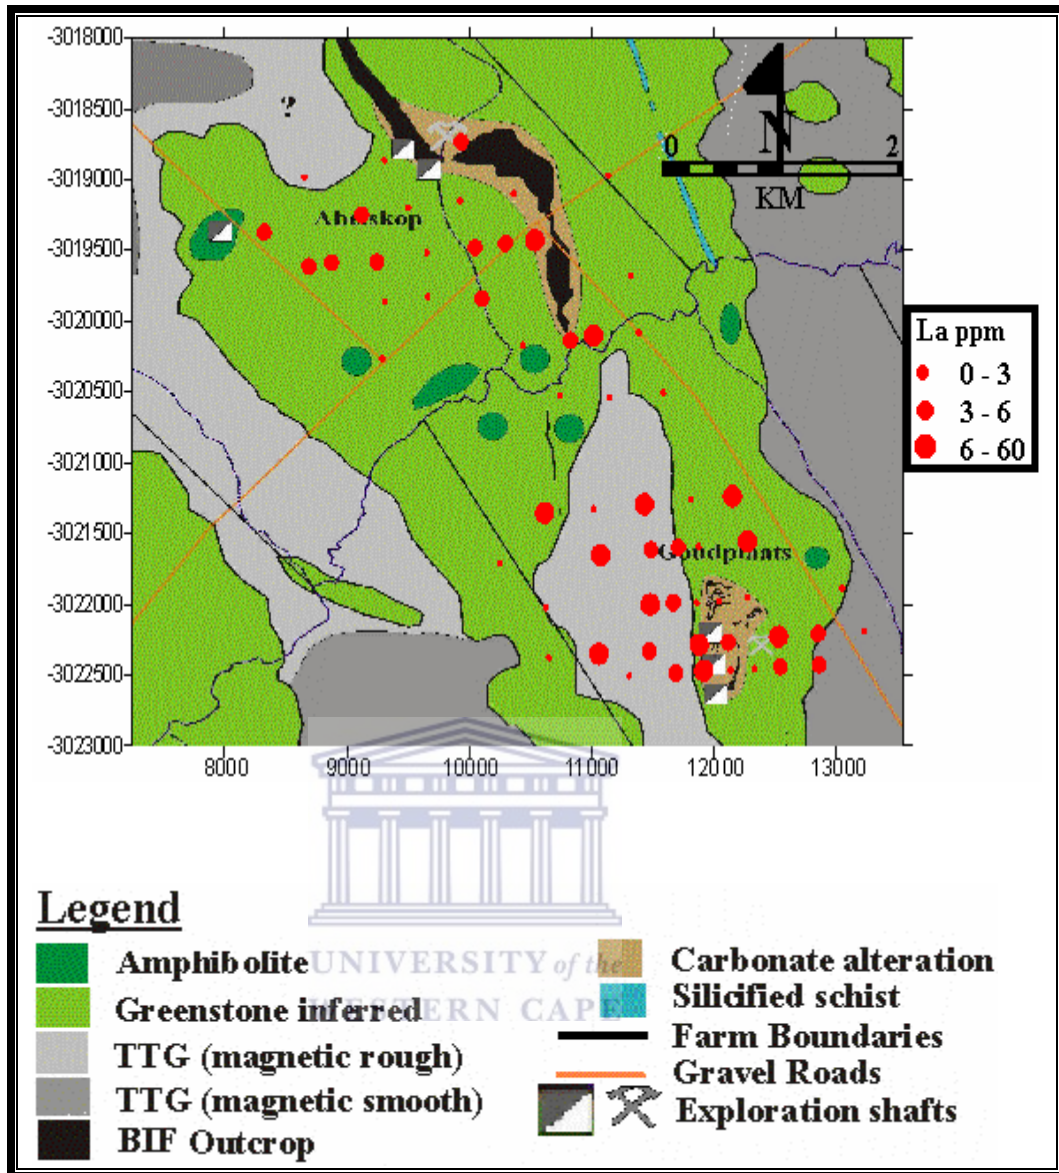 -3018000
-3018500
-3019000
-3019500
-3020000
-3020500
-3021000
-3021500
-3022000
-3022500
-3023000
8000
9000
10000
11000
12000
13000
?
N
0
2
KM
La ppm
0 - 3
3 - 6
6 - 60
Legend
Amphibolite
Greenstone inferred
TTG (magnetic rough)
TTG (magnetic smooth)
BIF Outcrop
Carbonate alteration
Silicified schist
Farm Boundaries
Gravel Roads
Exploration shafts
UNIVERSITY of the
WESTERN CAPE